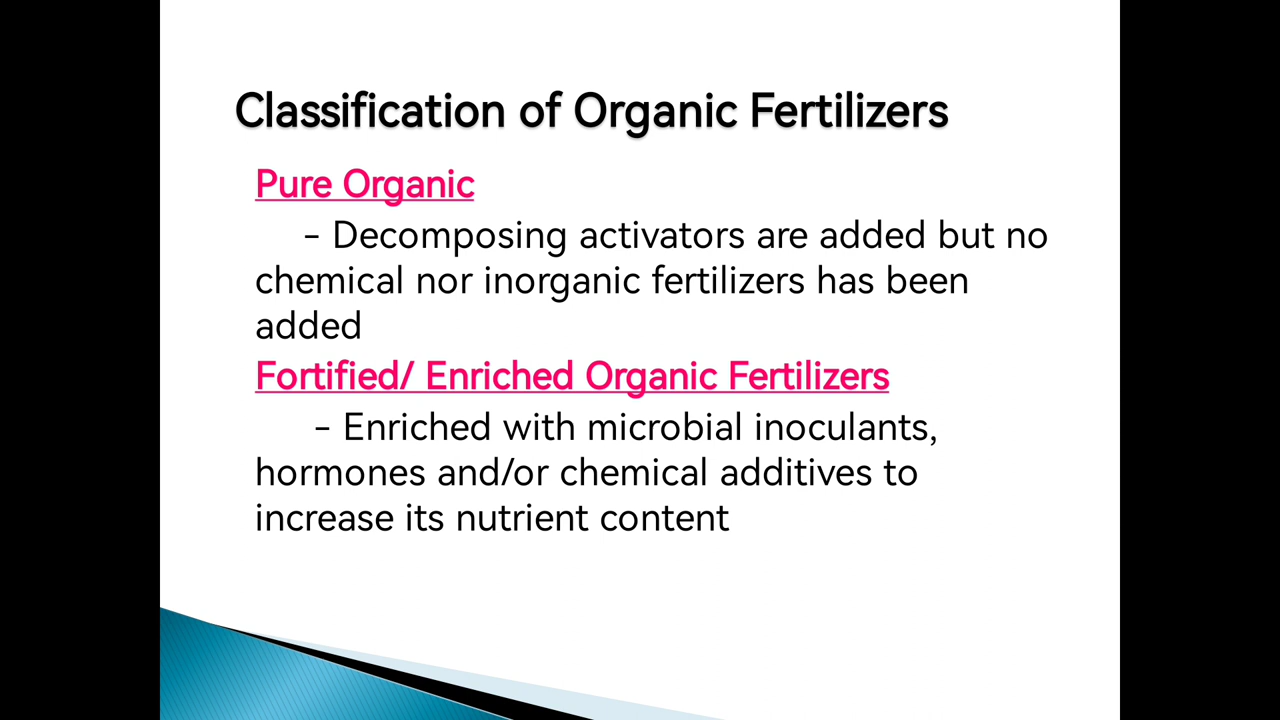 Classification of Organic Fertilizers
Pure Organic
- Decomposing activators are added but no
chemical nor inorganic fertilizers has been
added
Fortified/ Enriched Organic Fertilizers
- Enriched with microbial inoculants,
hormones and/or chemical additives to
increase its nutrient content